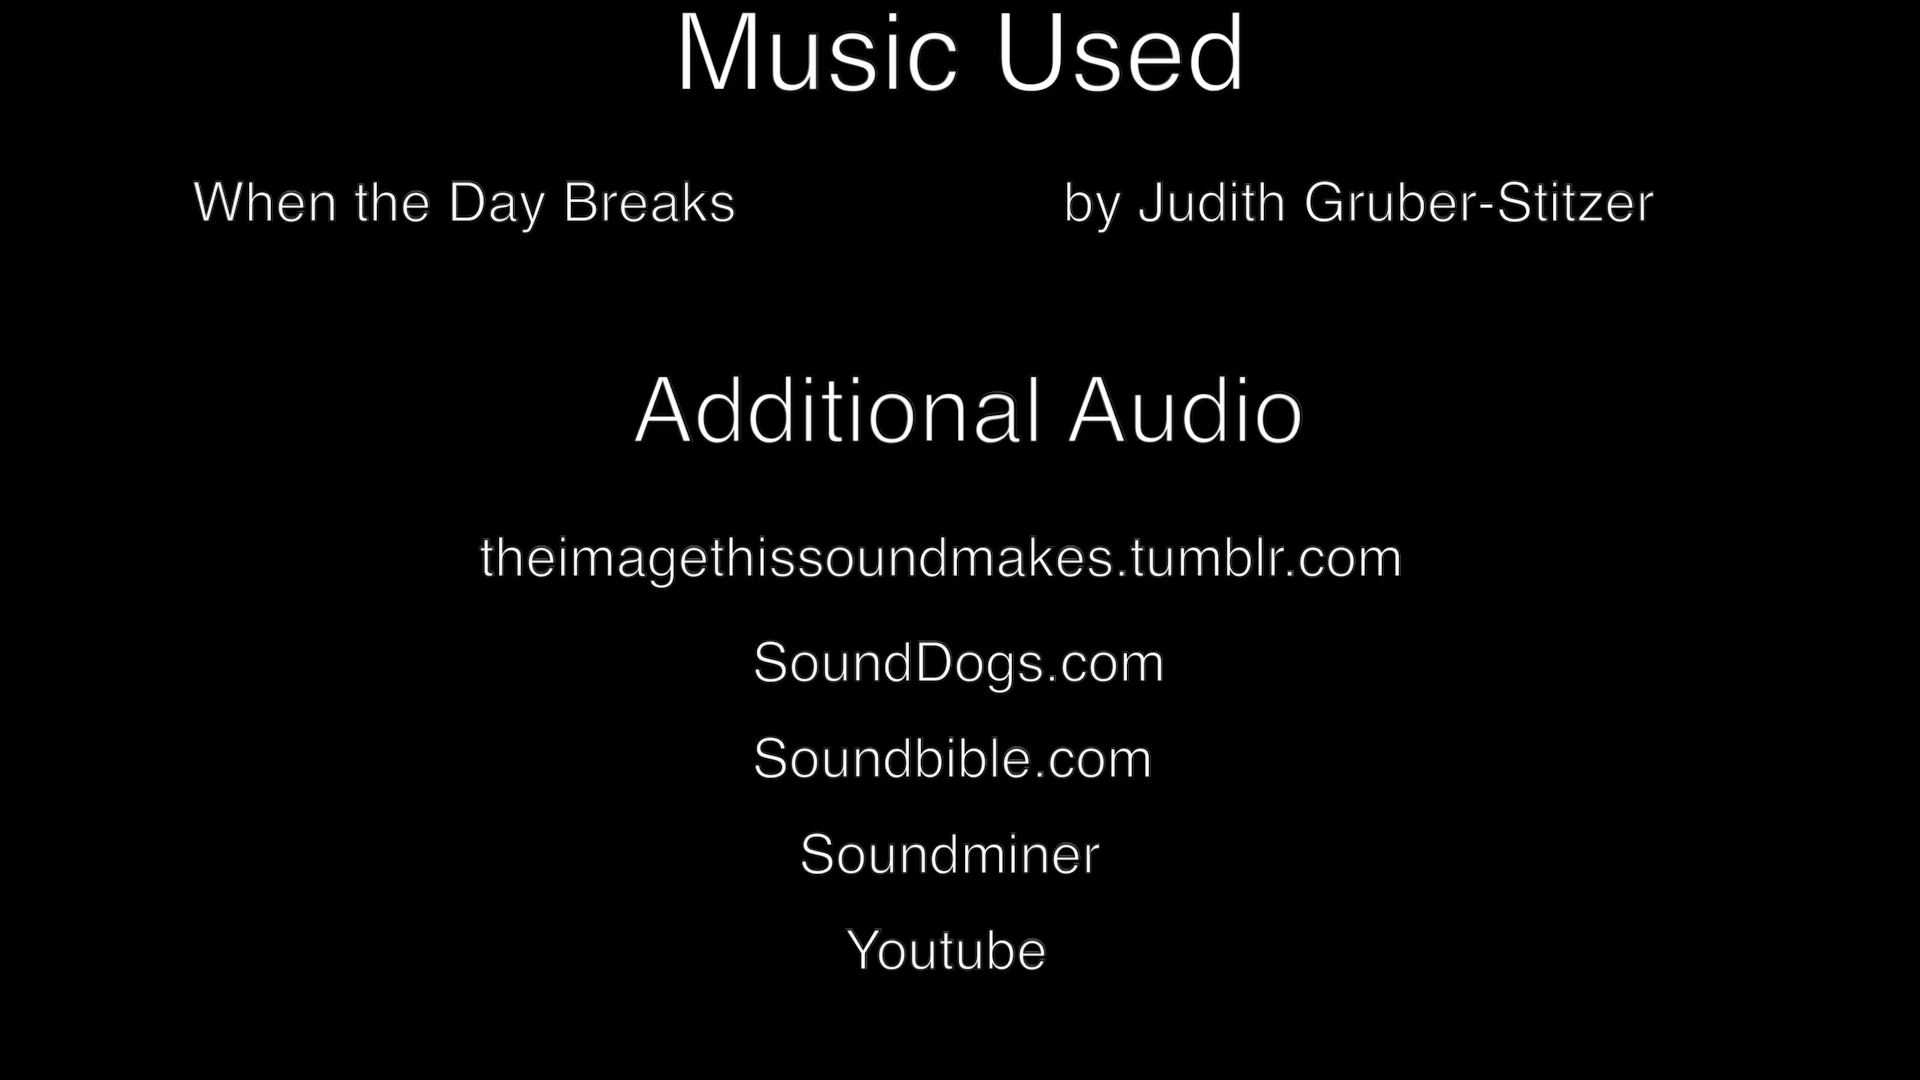 Music Used
When the Day Breaks by Judith Gruber-Stitzer
Additional Audio
theimagethissoundmakes.tumblr.com
SoundDogs.com
Soundbible.com
Soundminer
Youtube